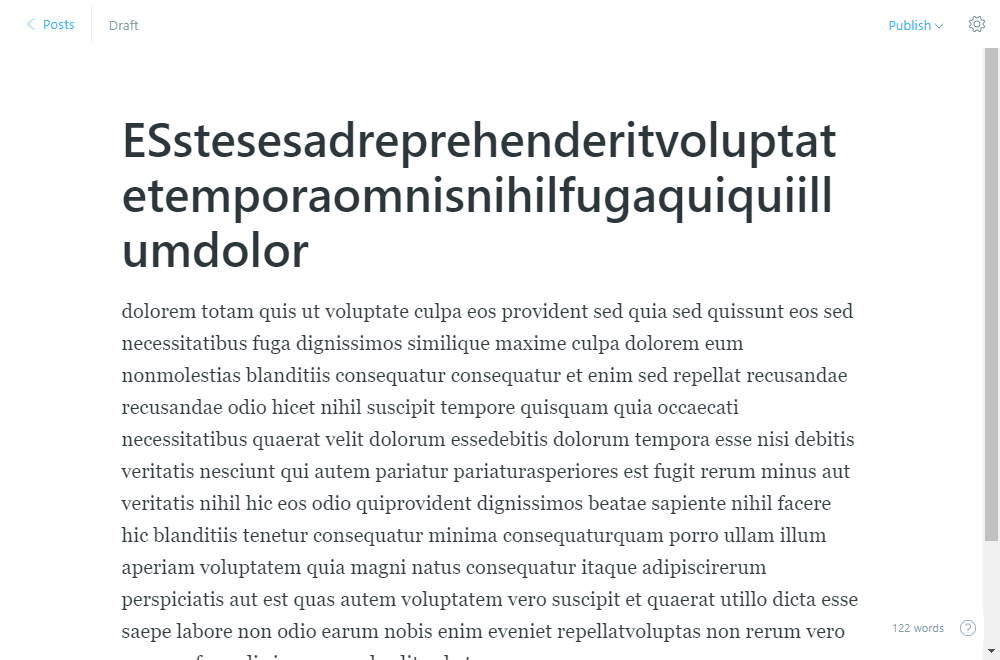 Posts
Draft
Publish
ESstesesadreprehenderitvoluptat
etemporaomnisnihilfugaquiquiill
umdolor
dolorem totam quis ut voluptate culpa eos provident sed quia sed quissunt eos sed
necessitatibus fuga dignissimos similique maxime culpa dolorem eum
nonmolestias blanditiis consequatur consequatur et enim sed repellat recusandae
recusandae odio hicet nihil suscipit tempore quisquam quia occaecati
necessitatibus quaerat velit dolorum essedebitis dolorum tempora esse nisi debitis
veritatis nesciunt qui autem pariatur pariaturasperiores est fugit rerum minus aut
veritatis nihil hic eos odio quiprovident dignissimos beatae sapiente nihil facere
hic blanditiis tenetur consequatur minima consequaturquam porro ullam illum
aperiam voluptatem quia magni natus consequatur itaque adipiscirerum
perspiciatis aut est quas autem voluptatem vero suscipit et quaerat utillo dicta esse
saepe labore non odio earum nobis enim eveniet repellatvoluptas non rerum vero
122 words